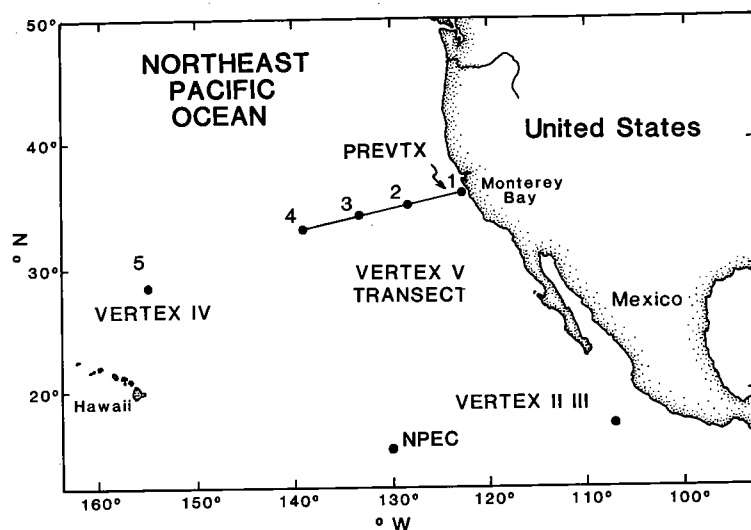 50°
NORTHEAST
PACIFIC
OCEAN
United States
40°
PREVTX
1
Monterey
Bay
2
3
4
° N
30°
5
VERTEX IV
VERTEX V
TRANSECT
Mexico
20°
Hawaii
VERTEX II III
NPEC
160° 150° 140° 130° 120° 110° 100°
° W